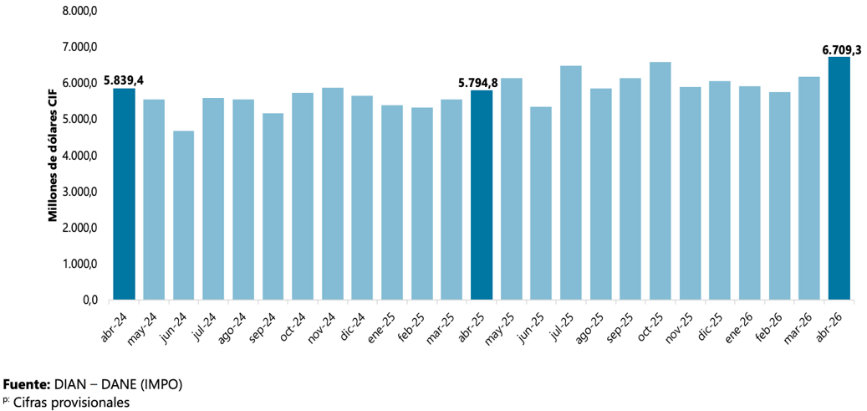 8.000,0
7.000,0
6.000,0
5.000,0
4.000,0
3.000,0
2.000,0
1.000,0
0,0
Millones de dólares CIF
5.839,4
5.794,8
6.709,3
abr-24
may-24
jun-24
jul-24
ago-24
sep-24
oct-24
nov-24
dic-24
ene-25
feb-25
mar-25
abr-25
may-25
jun-25
jul-25
ago-25
sep-25
oct-25
nov-25
dic-25
ene-26
feb-26
mar-26
abr-26
Fuente: DIAN – DANE (IMPO)
p: Cifras provisionales